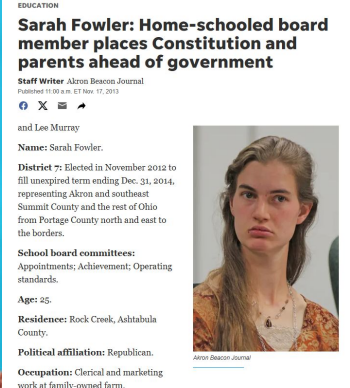 EDUCATION
Sarah Fowler: Home-schooled board
member places Constitution and
parents ahead of government
Staff Writer Akron Beacon Journal
Published 11:00 a.m. ET Nov. 17, 2013
and Lee Murray
Name: Sarah Fowler.
District 7: Elected in November 2012 to
fill unexpired term ending Dec. 31, 2014,
representing Akron and southeast
Summit County and the rest of Ohio
from Portage County north and east to
the borders.
School board committees:
Appointments; Achievement; Operating
standards.
Age: 25.
Residence: Rock Creek, Ashtabula
County.
Political affiliation: Republican.
Occupation: Clerical and marketing
work at family-owned farm.
Akron Beacon Journal